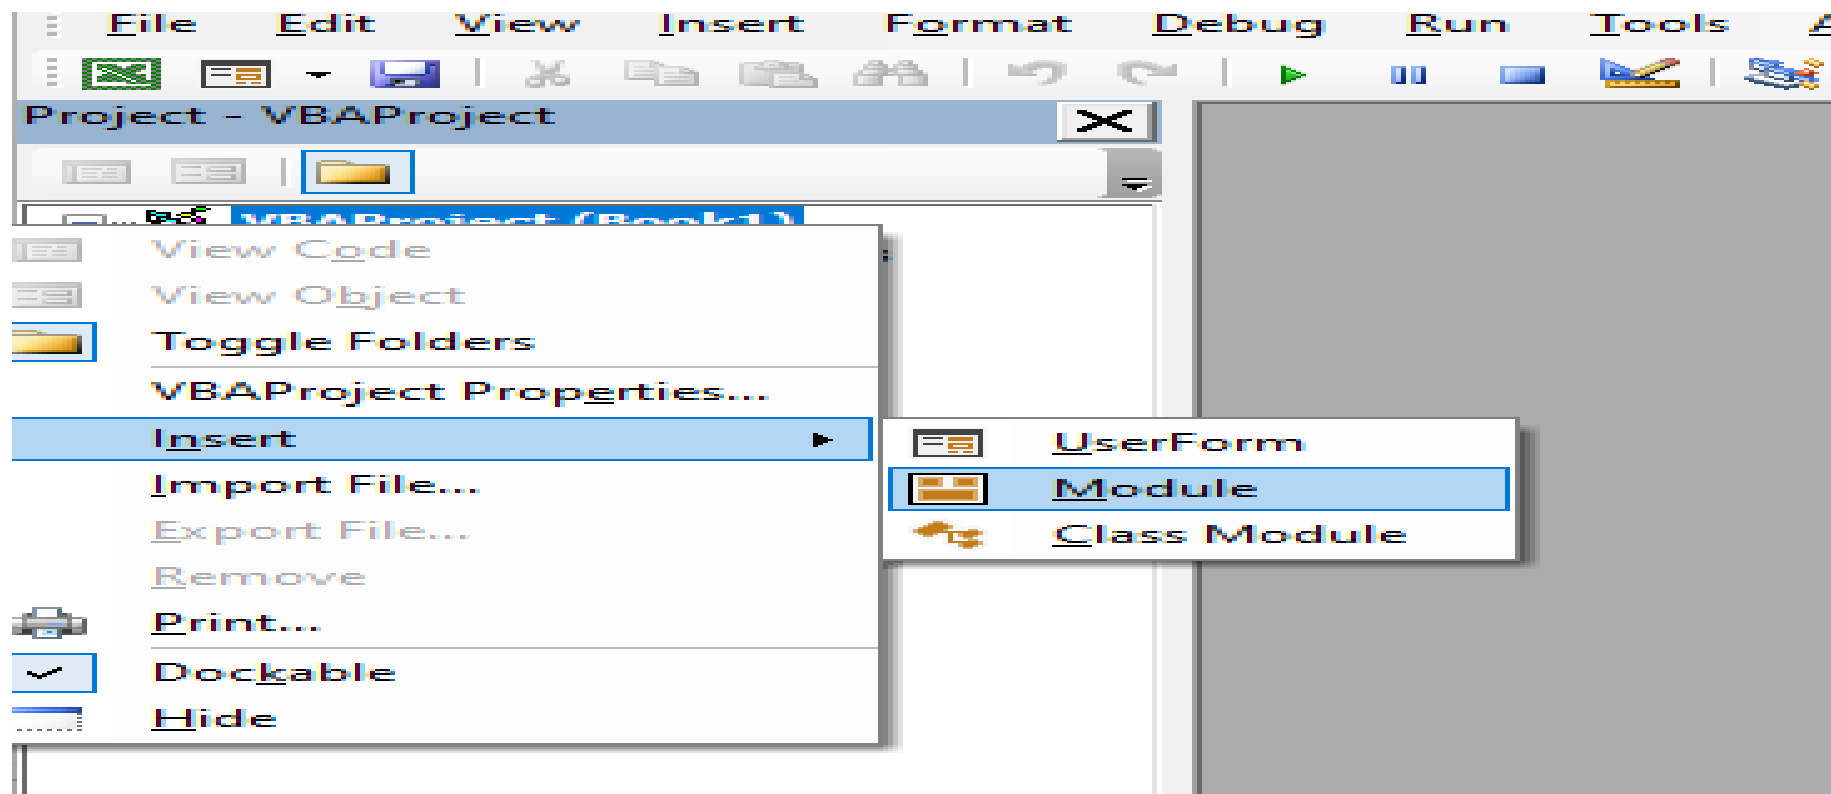 File Edit View Insert Format Debug Run Tools
Project - VBAProject
VBAProject (Book1)
View Code
View Object
Toggle Folders
VBAProject Properties...
Insert
UserForm
Import File...
Module
Export File...
Class Module
Remove
Print...
Dockable
Hide